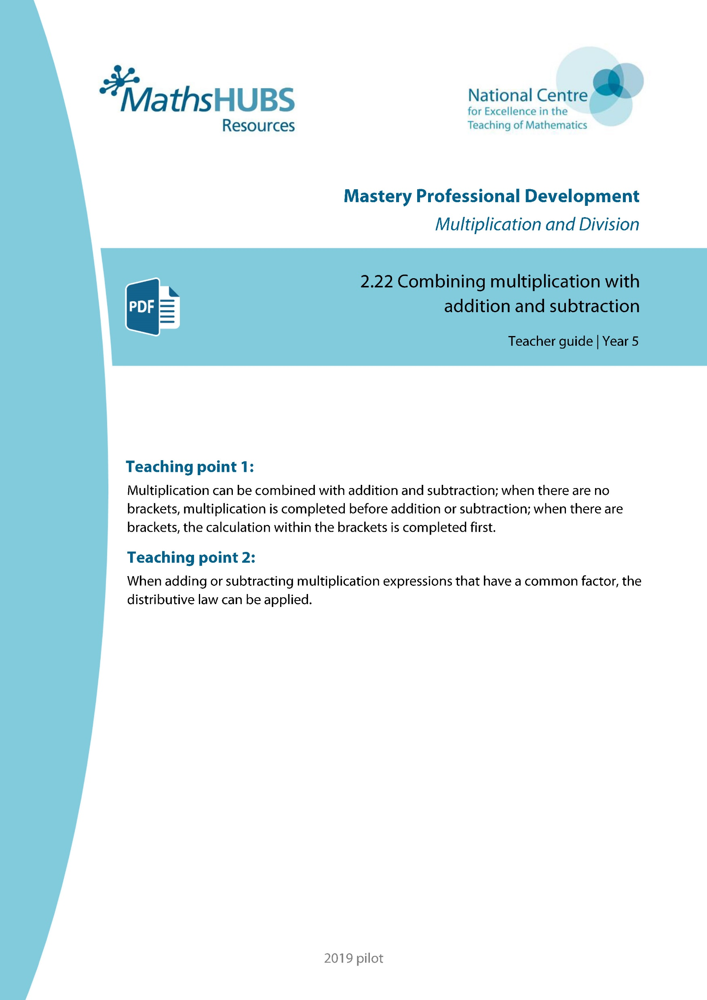 MathsHUBS
Resources
National Centre
for Excellence in the
Teaching of Mathematics
Mastery Professional Development
Multiplication and Division
PDF
2.22 Combining multiplication with
addition and subtraction
Teacher guide | Year 5
Teaching point 1:
Multiplication can be combined with addition and subtraction; when there are no
brackets, multiplication is completed before addition or subtraction; when there are
brackets, the calculation within the brackets is completed first.
Teaching point 2:
When adding or subtracting multiplication expressions that have a common factor, the
distributive law can be applied.
2019 pilot